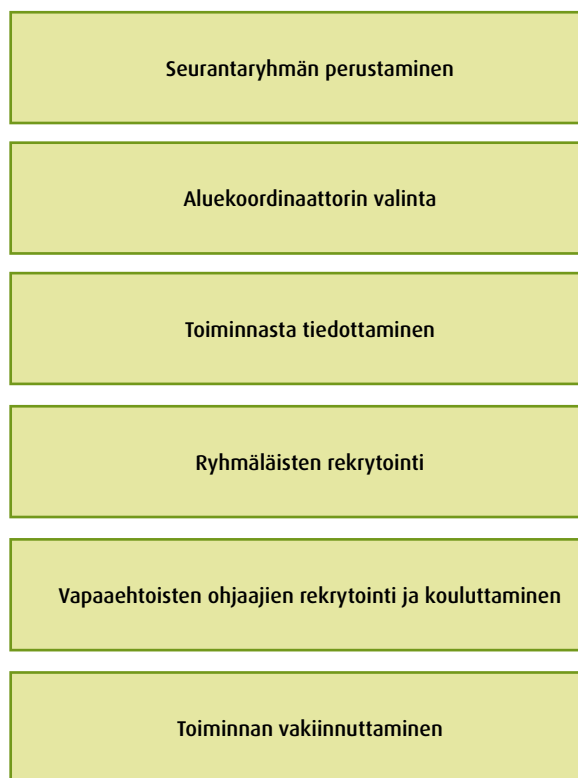 Seurantaryhmän perustaminen
Aluekoordinaattorin valinta
Toiminnasta tiedottaminen
Ryhmäläisten rekrytointi
Vapaaehtoisten ohjaajien rekrytointi ja kouluttaminen
Toiminnan vakiinnuttaminen